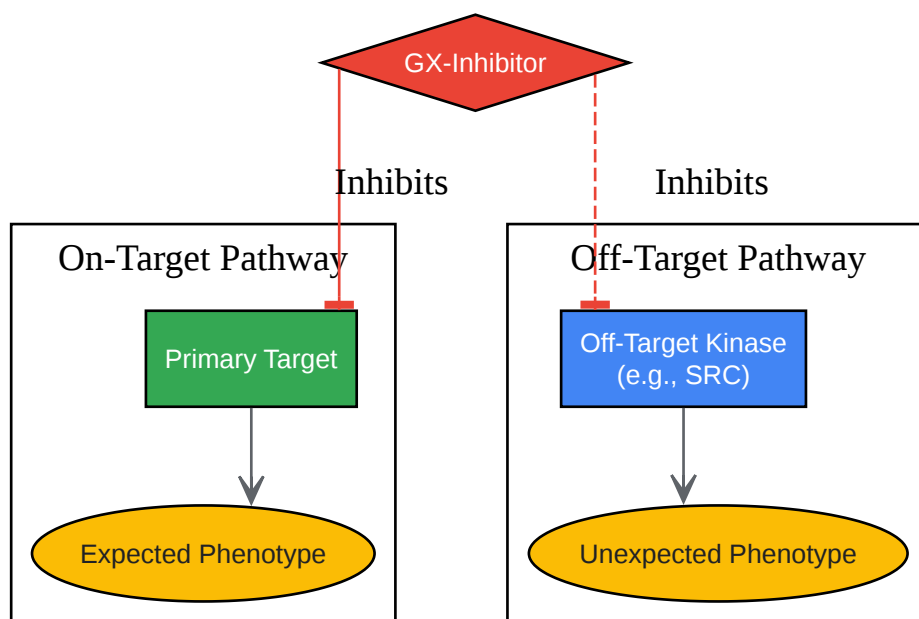 GX-Inhibitor
Inhibits
Inhibits
On-Target Pathway
Off-Target Pathway
Primary Target
Off-Target Kinase
(e.g., SRC)
Expected Phenotype
Unexpected Phenotype